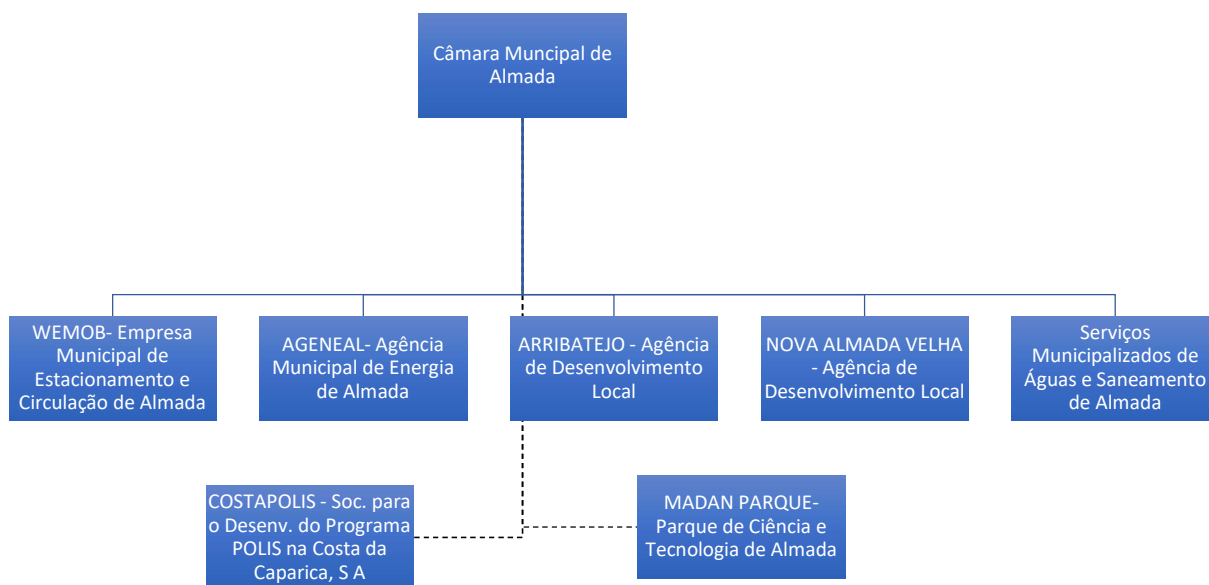 Câmara Muncipal de
Almada
WEMOB- Empresa
Municipal de
Estacionamento e
Circulação de Almada
AGENEAL- Agência
Municipal de Energia
de Almada
ARRIBATEJO - Agência
de Desenvolvimento
Local
NOVA ALMADA VELHA
- Agência de
Desenvolvimento Local
Serviços
Municipalizados de
Águas e Saneamento
de Almada
COSTAPOLIS - Soc. para
o Desenv. do Programa
POLIS na Costa da
Caparica, S A
MADAN PARQUE-
Parque de Ciência e
Tecnologia de Almada